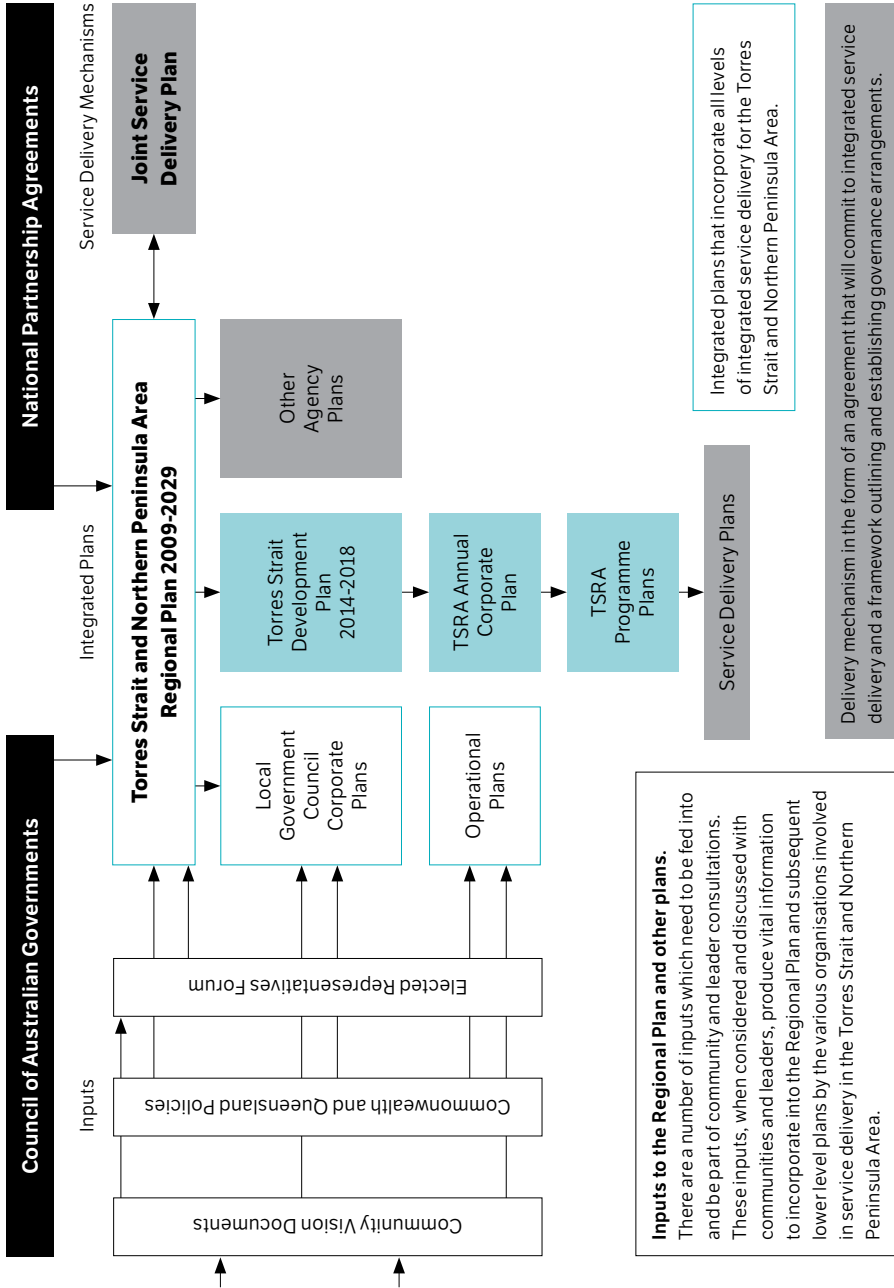 Council of Australian Governments
National Partnership Agreements
Inputs
Integrated Plans
Service Delivery Mechanisms
Community Vision Documents
Commonwealth and Queensland Policies
Elected Representatives Forum
Torres Strait and Northern Peninsula Area
Regional Plan 2009-2029
Joint Service
Delivery Plan
Local
Government
Council
Corporate
Plans
Torres Strait
Development
Plan
2014-2018
Other
Agency
Plans
Operational
Plans
TSRA Annual
Corporate
Plan
TSRA
Programme
Plans
Service Delivery Plans
Inputs to the Regional Plan and other plans.
There are a number of inputs which need to be fed into
and be part of community and leader consultations.
These inputs, when considered and discussed with
communities and leaders, produce vital information
to incorporate into the Regional Plan and subsequent
lower level plans by the various organisations involved
in service delivery in the Torres Strait and Northern
Peninsula Area.
Integrated plans that incorporate all levels
of integrated service delivery for the Torres
Strait and Northern Peninsula Area.
Delivery mechanism in the form of an agreement that will commit to integrated service
delivery and a framework outlining and establishing governance arrangements.